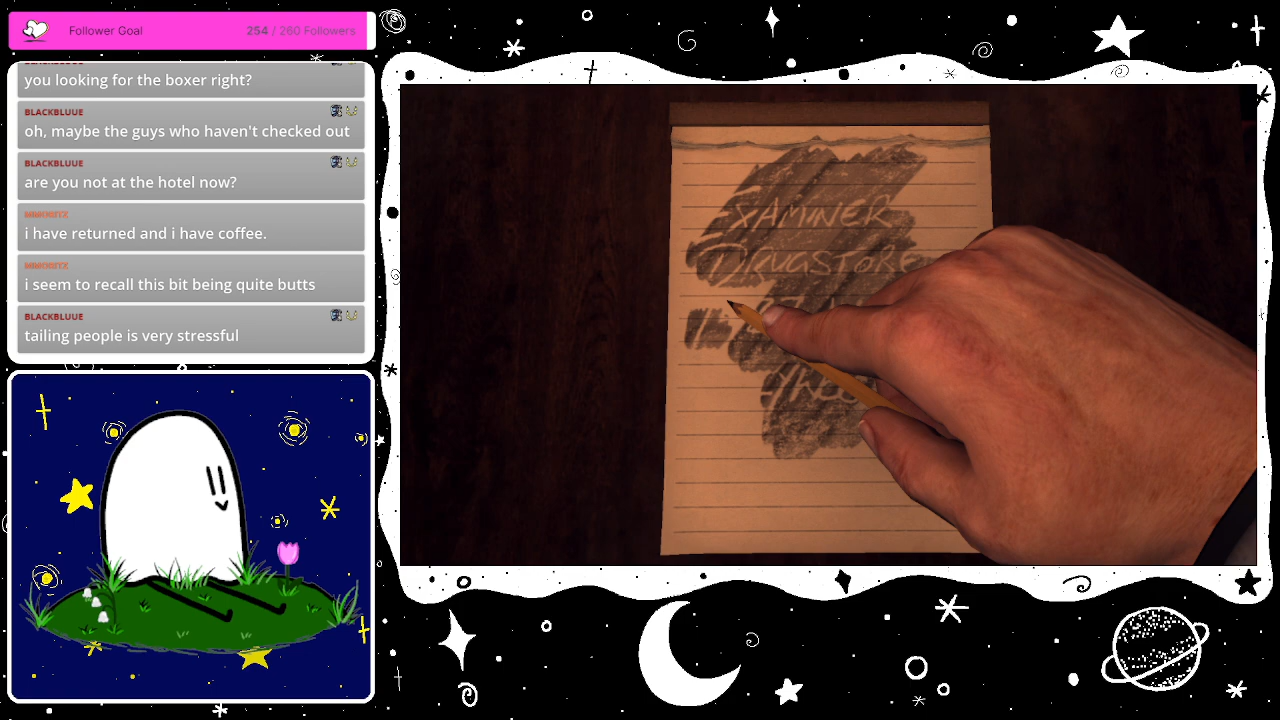 Follower Goal
254 / 260 Followers
you looking for the boxer right?
BLACKBLUUE
oh, maybe the guys who haven't checked out
BLACKBLUUE
are you not at the hotel now?
i have returned and i have coffee.
i seem to recall this bit being quite butts
BLACKBLUUE
tailing people is very stressful
EXAMINER
DRUGSTORE